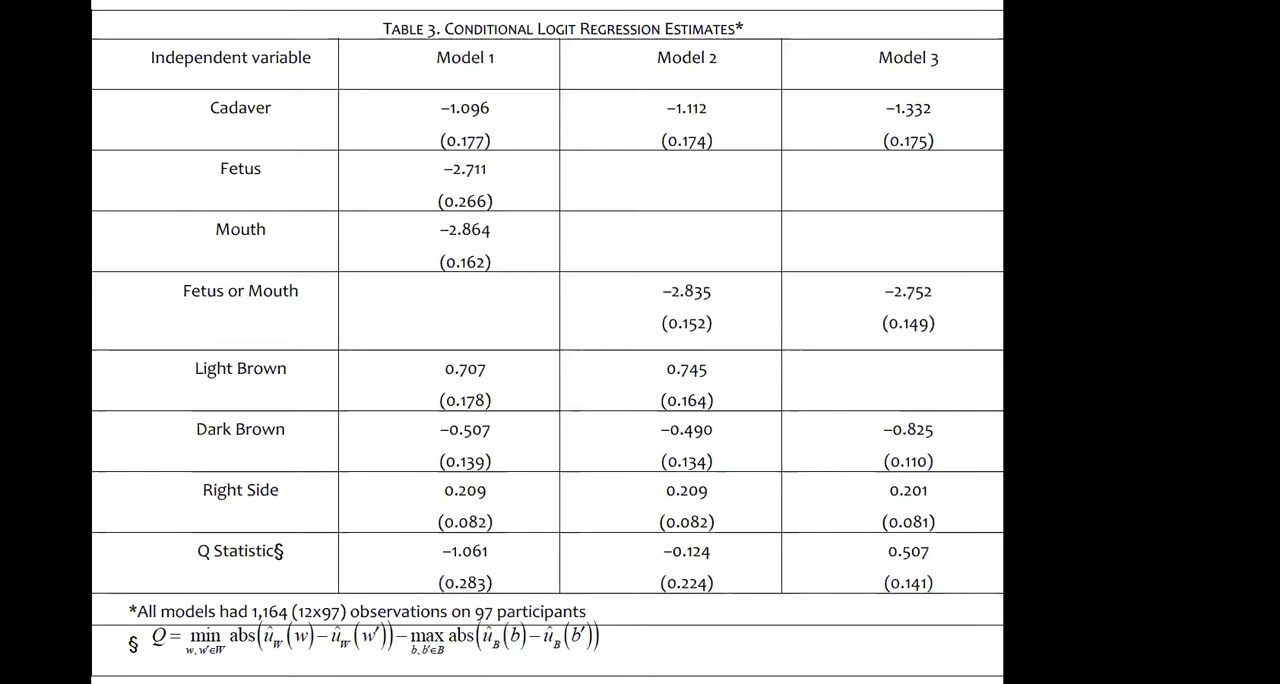 TABLE 3. CONDITIONAL LOGIT REGRESSION ESTIMATES*
Independent variable Model 1 Model 2 Model 3
Cadaver –1.096 –1.112 –1.332
(0.177) (0.174) (0.175)
Fetus –2.711
(0.266)
Mouth –2.864
(0.162)
Fetus or Mouth –2.835 –2.752
(0.152) (0.149)
Light Brown 0.707 0.745
(0.178) (0.164)
Dark Brown –0.507 –0.490 –0.825
(0.139) (0.134) (0.110)
Right Side 0.209 0.209 0.201
(0.082) (0.082) (0.081)
Q Statistic§ –1.061 –0.124 0.507
(0.283) (0.224) (0.141)
*All models had 1,164 (12x97) observations on 97 participants
§ Q = min abs(û_W(w) – û_W(w′)) – max abs(û_B(b) – û_B(b′))
w, w′∈W b, b′∈B